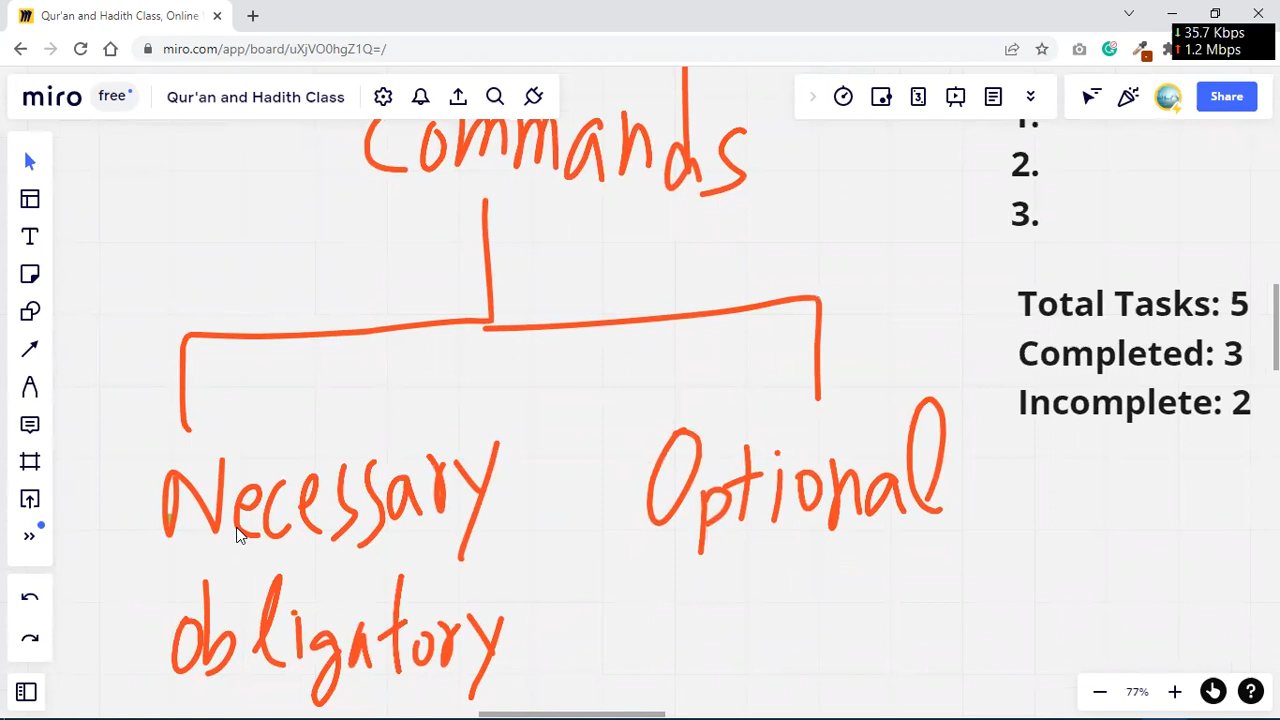 Qur'an and Hadith Class, Online
miro.com/app/board/uXjVO0hgZ1Q=/
35.7 Kbps
1.2 Mbps
miro free Qur'an and Hadith Class
Share
Commands
1.
2.
3.
Total Tasks: 5
Completed: 3
Incomplete: 2
Necessary Optional
obligatory
77%